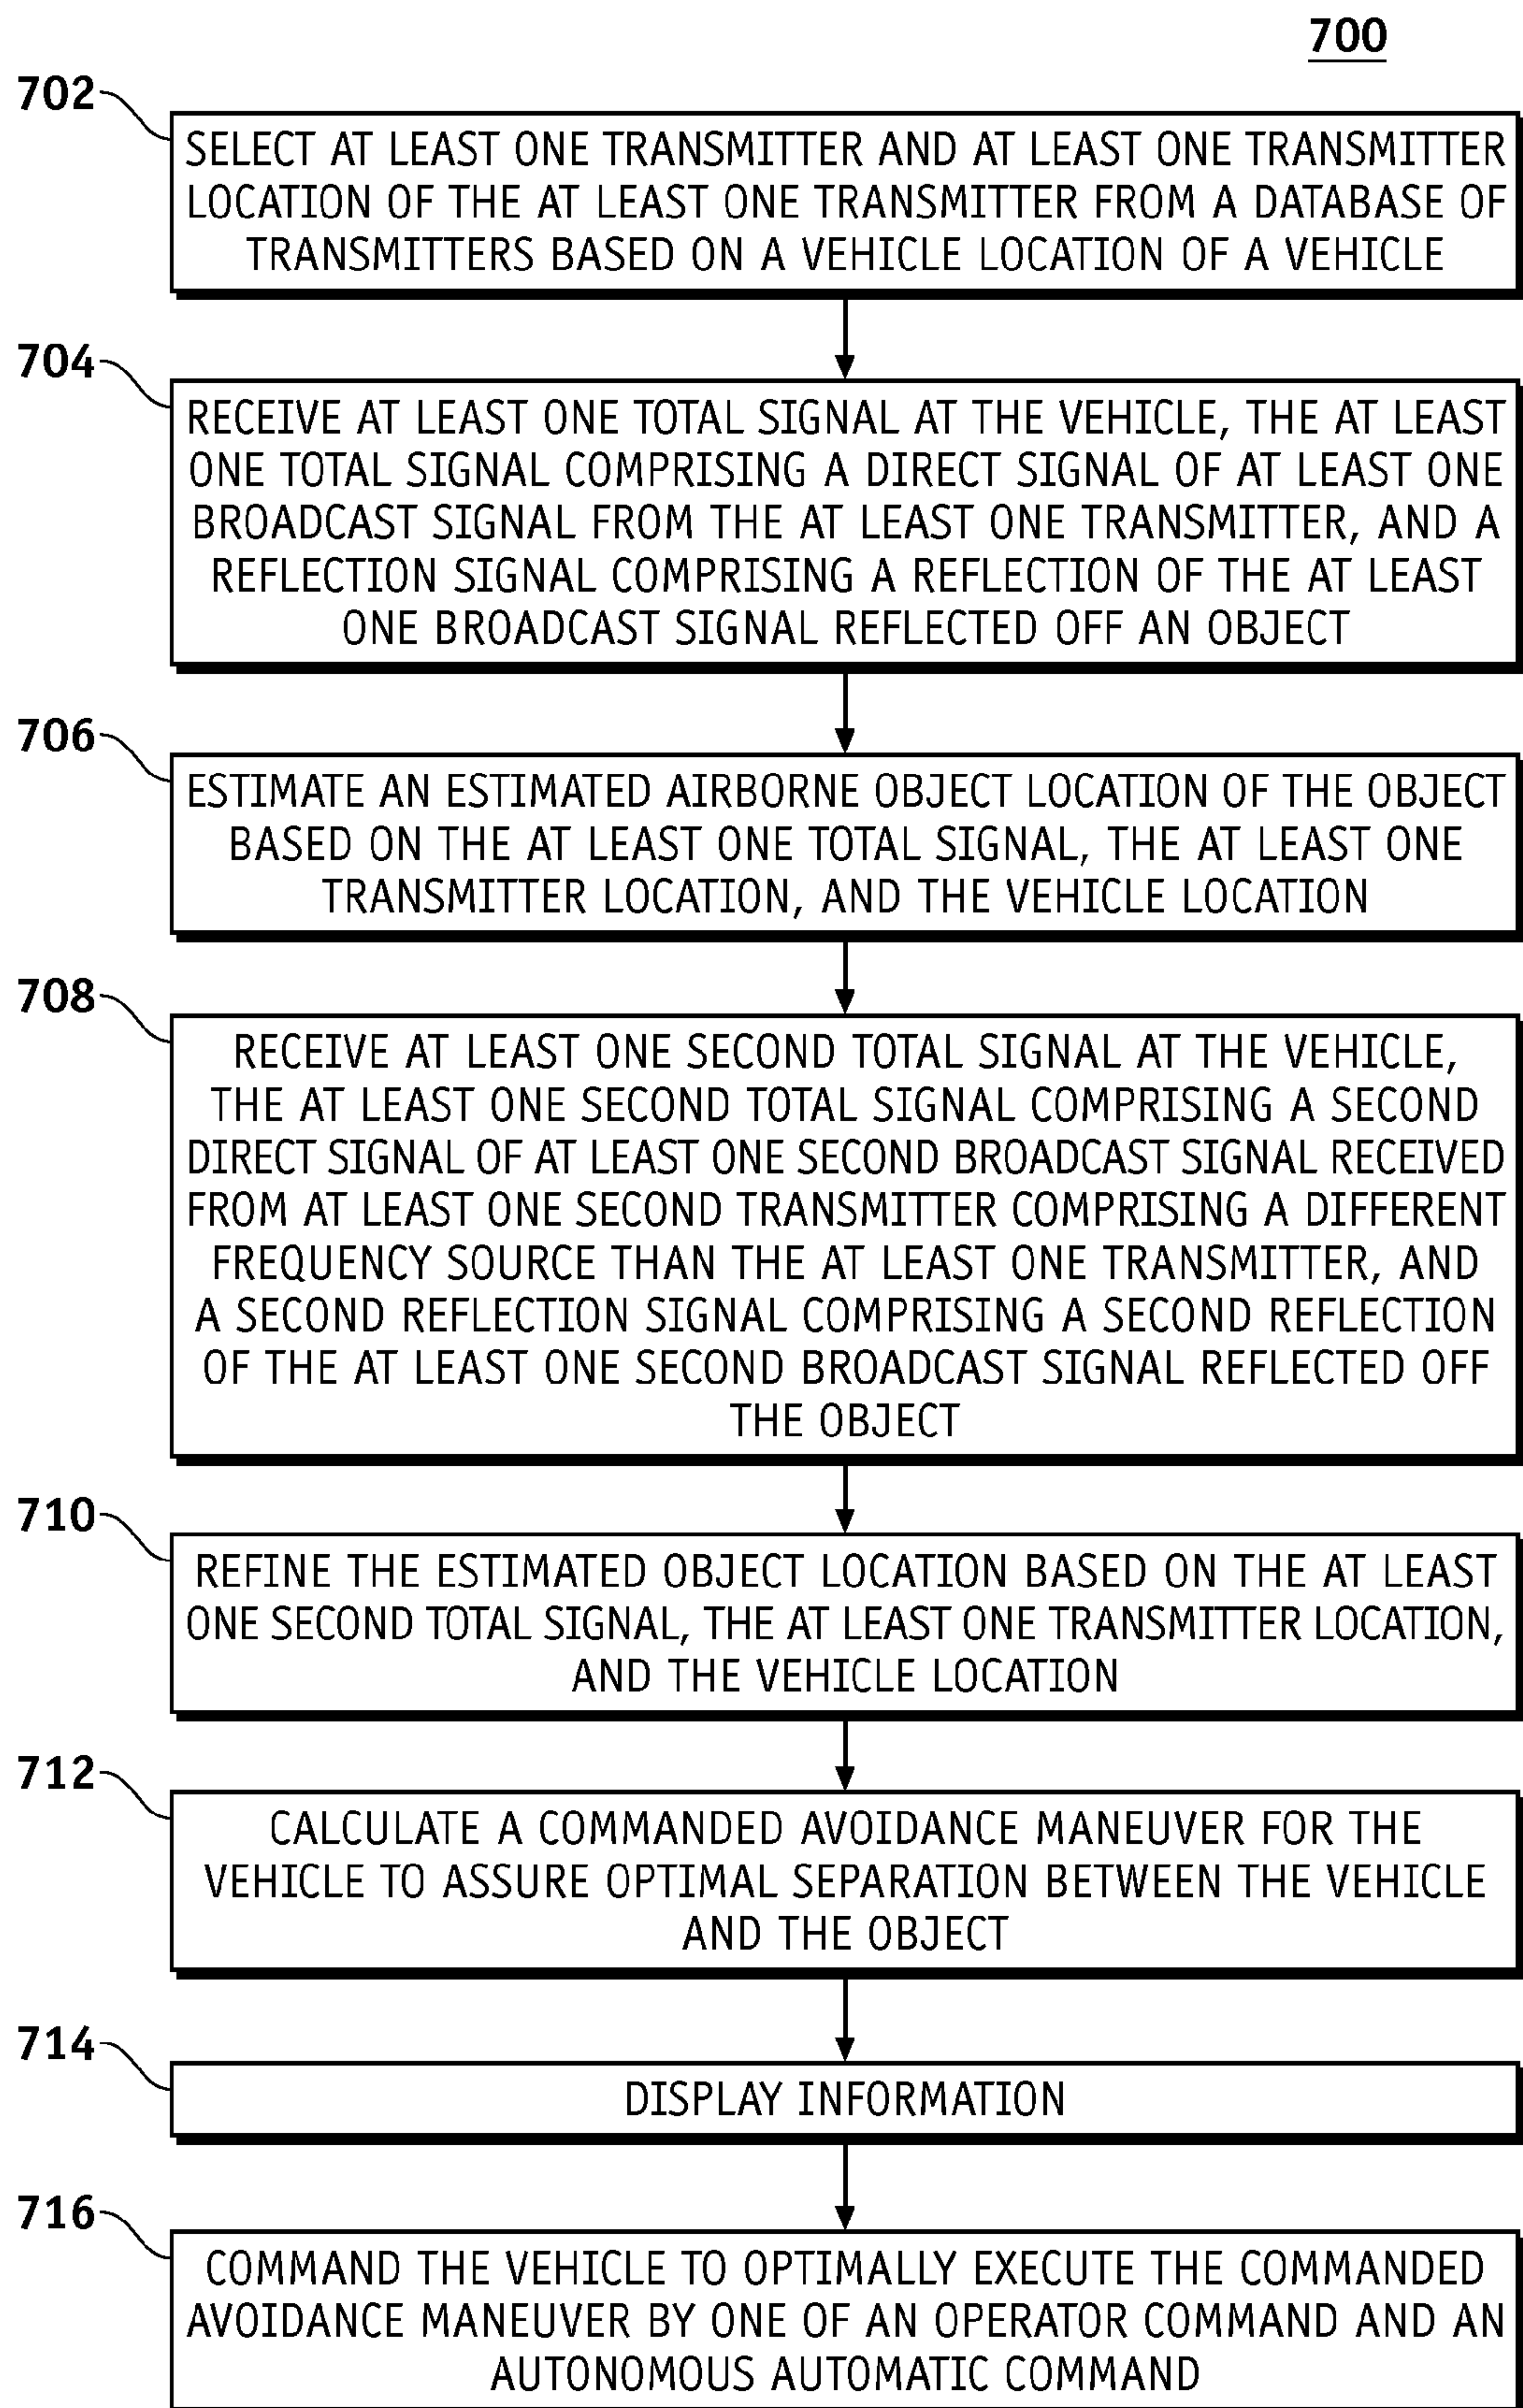 700
702
SELECT AT LEAST ONE TRANSMITTER AND AT LEAST ONE TRANSMITTER
LOCATION OF THE AT LEAST ONE TRANSMITTER FROM A DATABASE OF
TRANSMITTERS BASED ON A VEHICLE LOCATION OF A VEHICLE
704
RECEIVE AT LEAST ONE TOTAL SIGNAL AT THE VEHICLE, THE AT LEAST
ONE TOTAL SIGNAL COMPRISING A DIRECT SIGNAL OF AT LEAST ONE
BROADCAST SIGNAL FROM THE AT LEAST ONE TRANSMITTER, AND A
REFLECTION SIGNAL COMPRISING A REFLECTION OF THE AT LEAST
ONE BROADCAST SIGNAL REFLECTED OFF AN OBJECT
706
ESTIMATE AN ESTIMATED AIRBORNE OBJECT LOCATION OF THE OBJECT
BASED ON THE AT LEAST ONE TOTAL SIGNAL, THE AT LEAST ONE
TRANSMITTER LOCATION, AND THE VEHICLE LOCATION
708
RECEIVE AT LEAST ONE SECOND TOTAL SIGNAL AT THE VEHICLE,
THE AT LEAST ONE SECOND TOTAL SIGNAL COMPRISING A SECOND
DIRECT SIGNAL OF AT LEAST ONE SECOND BROADCAST SIGNAL RECEIVED
FROM AT LEAST ONE SECOND TRANSMITTER COMPRISING A DIFFERENT
FREQUENCY SOURCE THAN THE AT LEAST ONE TRANSMITTER, AND
A SECOND REFLECTION SIGNAL COMPRISING A SECOND REFLECTION
OF THE AT LEAST ONE SECOND BROADCAST SIGNAL REFLECTED OFF
THE OBJECT
710
REFINE THE ESTIMATED OBJECT LOCATION BASED ON THE AT LEAST
ONE SECOND TOTAL SIGNAL, THE AT LEAST ONE TRANSMITTER LOCATION,
AND THE VEHICLE LOCATION
712
CALCULATE A COMMANDED AVOIDANCE MANEUVER FOR THE
VEHICLE TO ASSURE OPTIMAL SEPARATION BETWEEN THE VEHICLE
AND THE OBJECT
714
DISPLAY INFORMATION
716
COMMAND THE VEHICLE TO OPTIMALLY EXECUTE THE COMMANDED
AVOIDANCE MANEUVER BY ONE OF AN OPERATOR COMMAND AND AN
AUTONOMOUS AUTOMATIC COMMAND